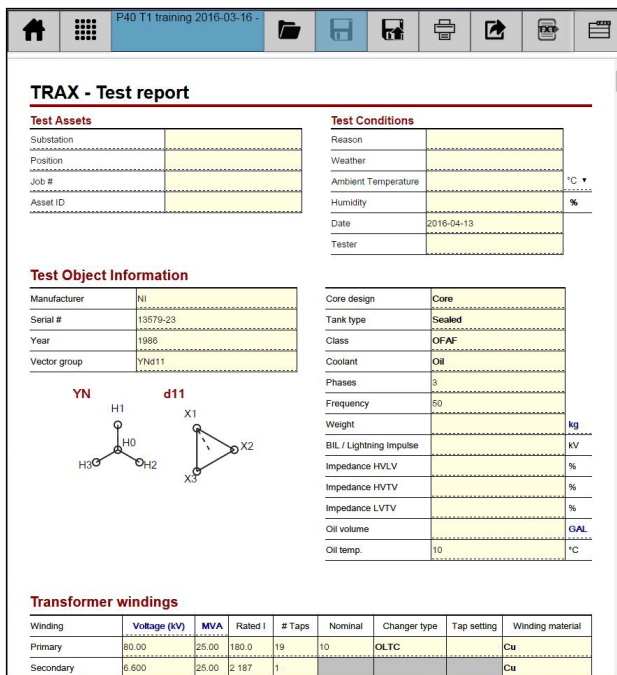 P40 T1 training 2016-03-16 -
TXT
TRAX - Test report
Test Assets
Substation
Position
Job #
Asset ID
Test Conditions
Reason
Weather
Ambient Temperature °C ▼
Humidity %
Date 2016-04-13
Tester
Test Object Information
Manufacturer NI
Serial # 13579-23
Year 1986
Vector group YNd11
YN d11
H1
H0
H3 H2
X1
X2
X3
Core design Core
Tank type Sealed
Class OFAF
Coolant Oil
Phases 3
Frequency 50
Weight kg
BIL / Lightning Impulse kV
Impedance HVLV %
Impedance HVTV %
Impedance LVTV %
Oil volume GAL
Oil temp. 10 °C
Transformer windings
Winding Voltage (kV) MVA Rated I # Taps Nominal Changer type Tap setting Winding material
Primary 80.00 25.00 180.0 19 10 OLTC Cu
Secondary 6.600 25.00 2 187 1 Cu